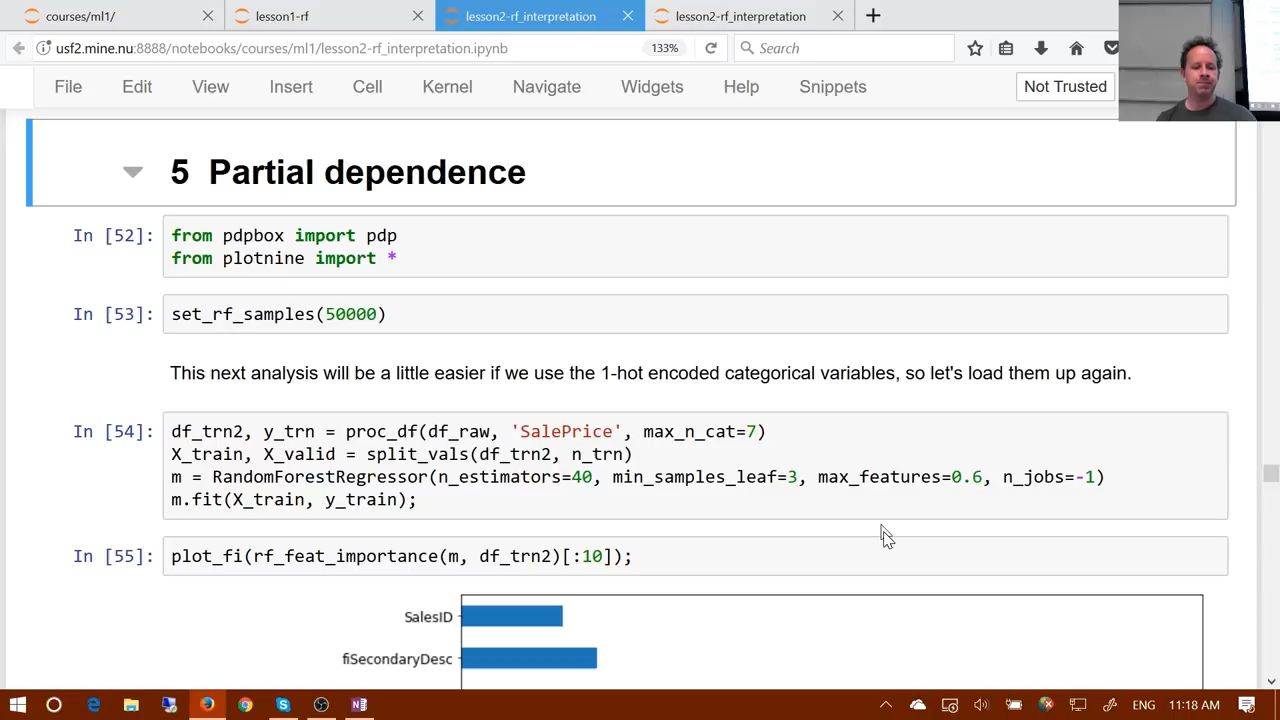 courses/ml1/
lesson1-rf
lesson2-rf_interpretation
lesson2-rf_interpretation
usf2.mine.nu:8888/notebooks/courses/ml1/lesson2-rf_interpretation.ipynb
133%
Search
File Edit View Insert Cell Kernel Navigate Widgets Help Snippets
Not Trusted
5 Partial dependence
In [52]:
from pdpbox import pdp
from plotnine import *
In [53]:
set_rf_samples(50000)
This next analysis will be a little easier if we use the 1-hot encoded categorical variables, so let's load them up again.
In [54]:
df_trn2, y_trn = proc_df(df_raw, 'SalePrice', max_n_cat=7)
X_train, X_valid = split_vals(df_trn2, n_trn)
m = RandomForestRegressor(n_estimators=40, min_samples_leaf=3, max_features=0.6, n_jobs=-1)
m.fit(X_train, y_train);
In [55]:
plot_fi(rf_feat_importance(m, df_trn2)[:10]);
SalesID
fiSecondaryDesc
ENG
11:18 AM